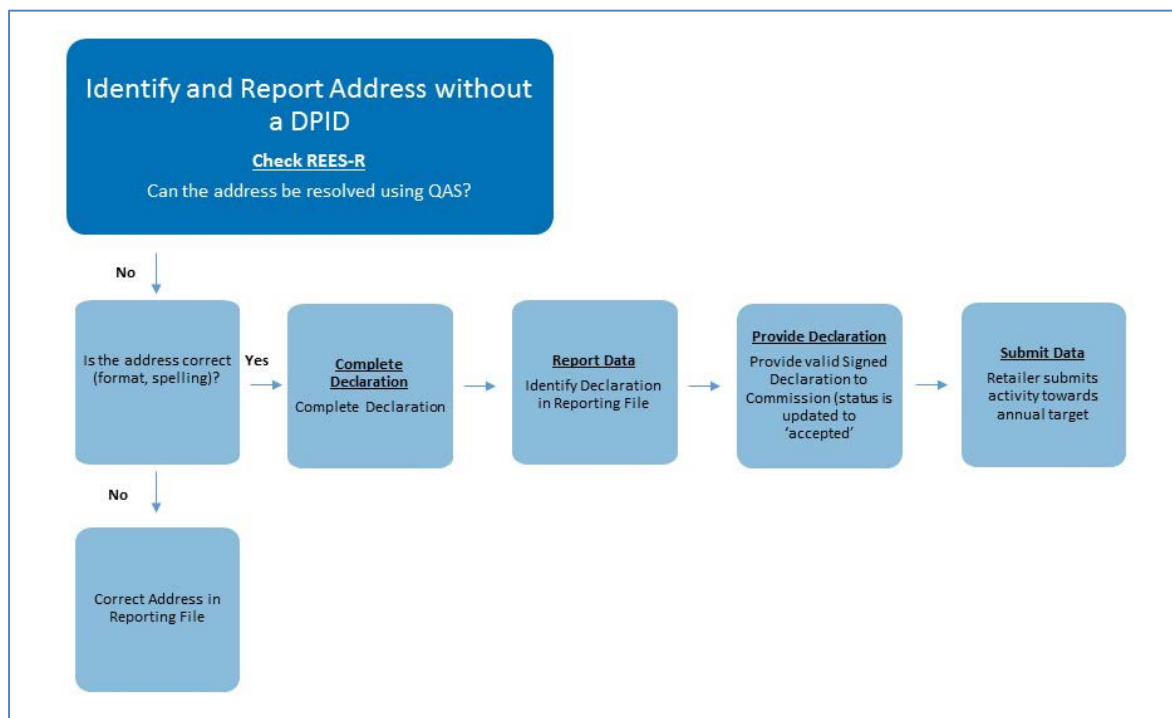 Identify and Report Address without
a DPID
Check REES-R
Can the address be resolved using QAS?
No
Is the address correct
(format, spelling)?
Yes
Complete
Declaration
Complete Declaration
Report Data
Identify Declaration
in Reporting File
Provide Declaration
Provide valid Signed
Declaration to
Commission (status is
updated to
‘accepted’
Submit Data
Retailer submits
activity towards
annual target
No
Correct Address in
Reporting File